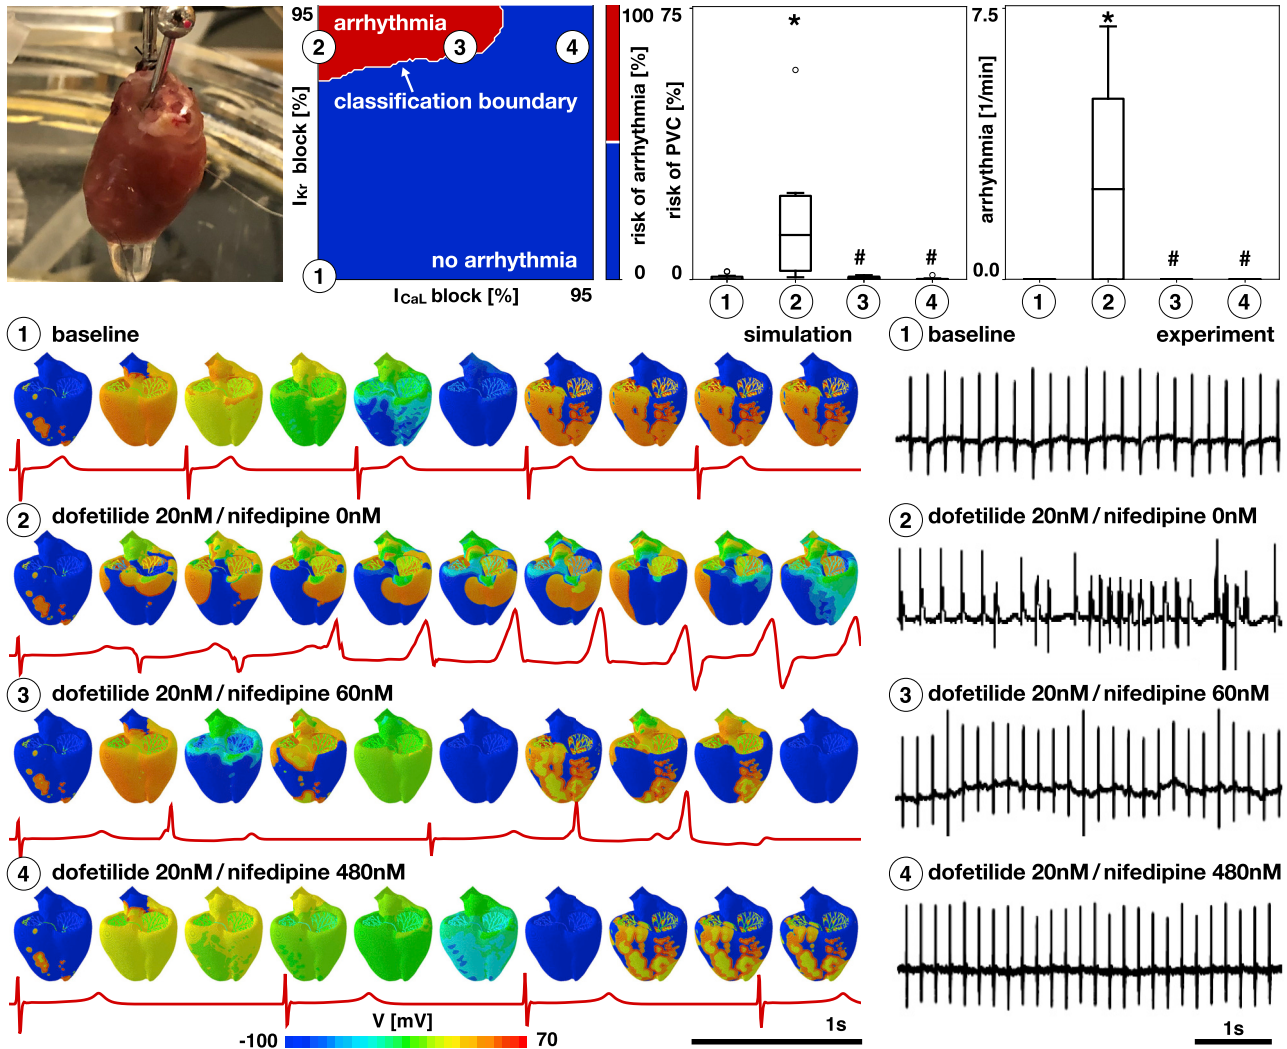 95
arrhythmia
2
3
4
classification boundary
IKr block [%]
no arrhythmia
1
ICaL block [%]
95
100
risk of arrhythmia [%]
0
75
risk of PVC [%]
*
#
#
0
1
2
3
4
simulation
7.5
arrhythmia [1/min]
*
#
#
0.0
1
2
3
4
experiment
1 baseline
2 dofetilide 20nM / nifedipine 0nM
3 dofetilide 20nM / nifedipine 60nM
4 dofetilide 20nM / nifedipine 480nM
V [mV]
-100
70
1s
1 baseline
2 dofetilide 20nM / nifedipine 0nM
3 dofetilide 20nM / nifedipine 60nM
4 dofetilide 20nM / nifedipine 480nM
1s